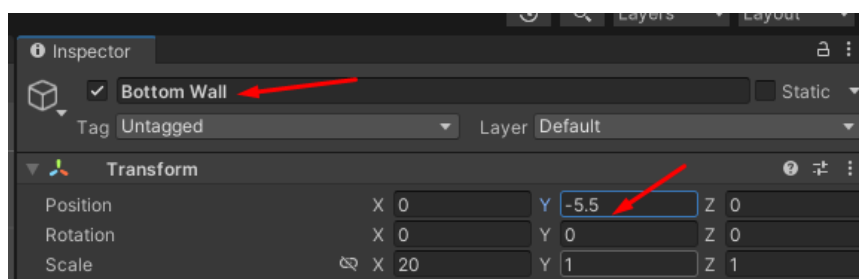 Layers Layout
Inspector
Bottom Wall Static
Tag Untagged Layer Default
Transform
Position X 0 Y -5.5 Z 0
Rotation X 0 Y 0 Z 0
Scale X 20 Y 1 Z 1